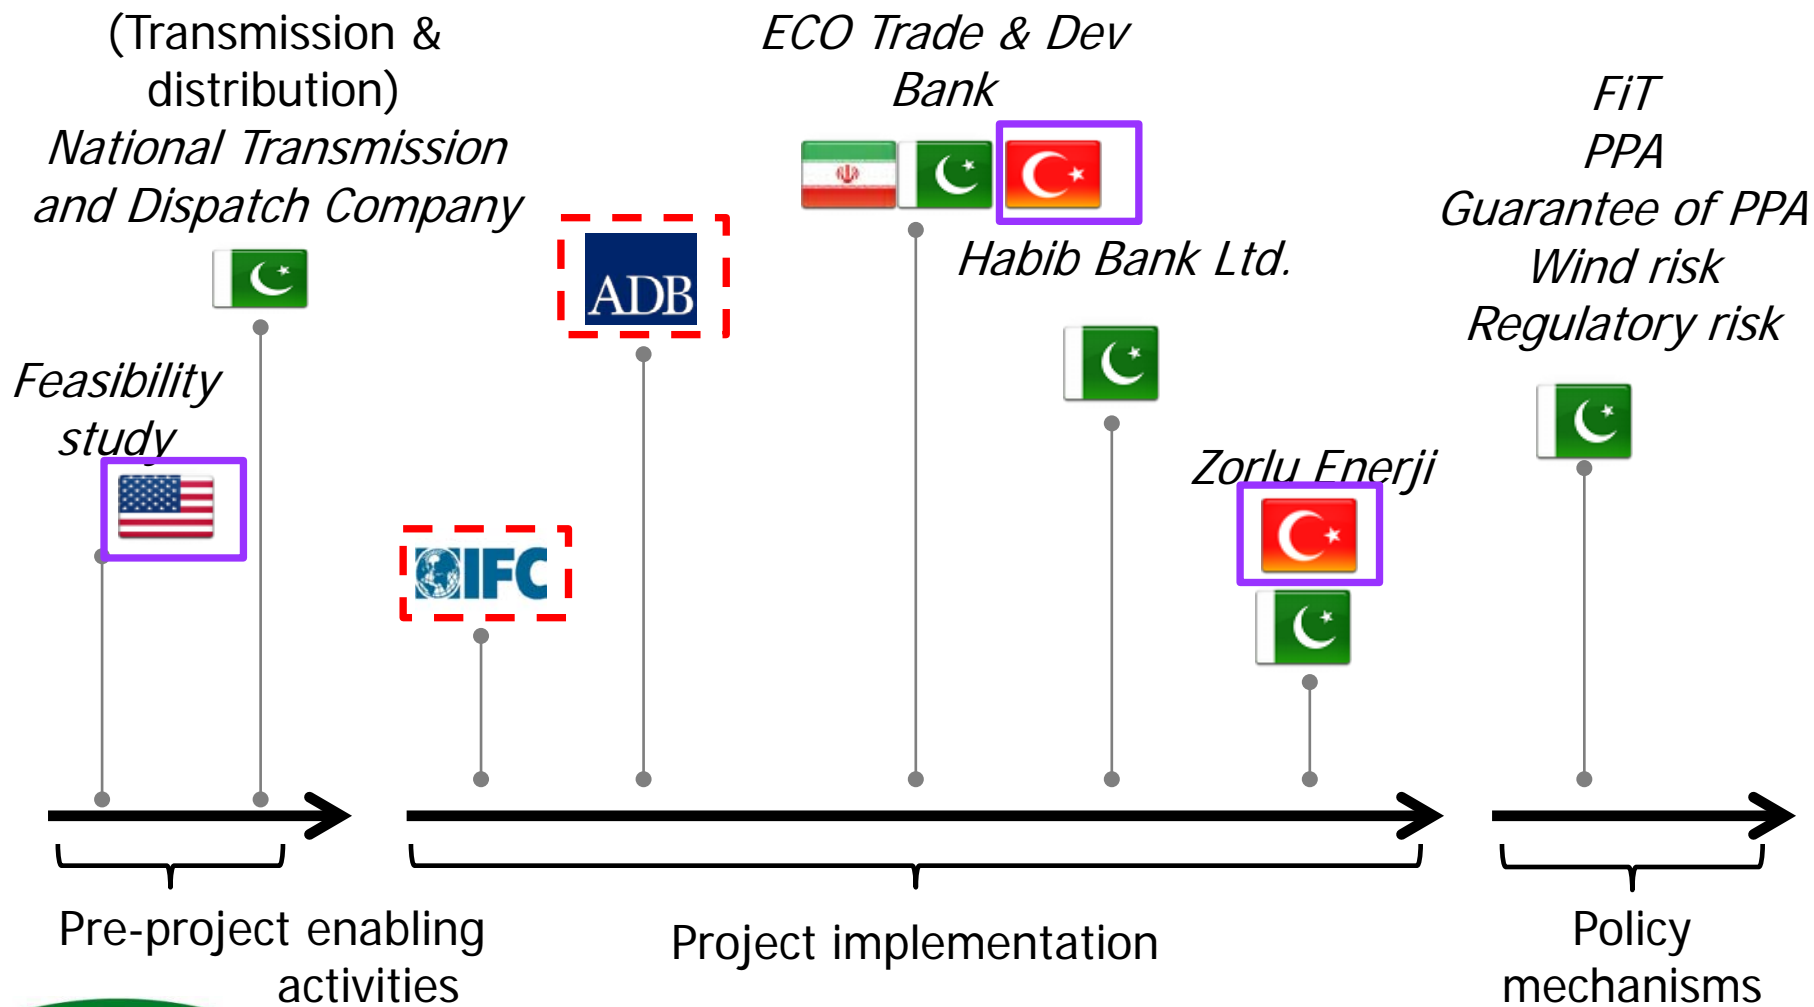 (Transmission &
distribution)
National Transmission
and Dispatch Company
Feasibility
study
IFC
ADB
ECO Trade & Dev
Bank
Habib Bank Ltd.
Zorlu Enerji
FiT
PPA
Guarantee of PPA
Wind risk
Regulatory risk
Pre-project enabling
activities
Project implementation
Policy
mechanisms